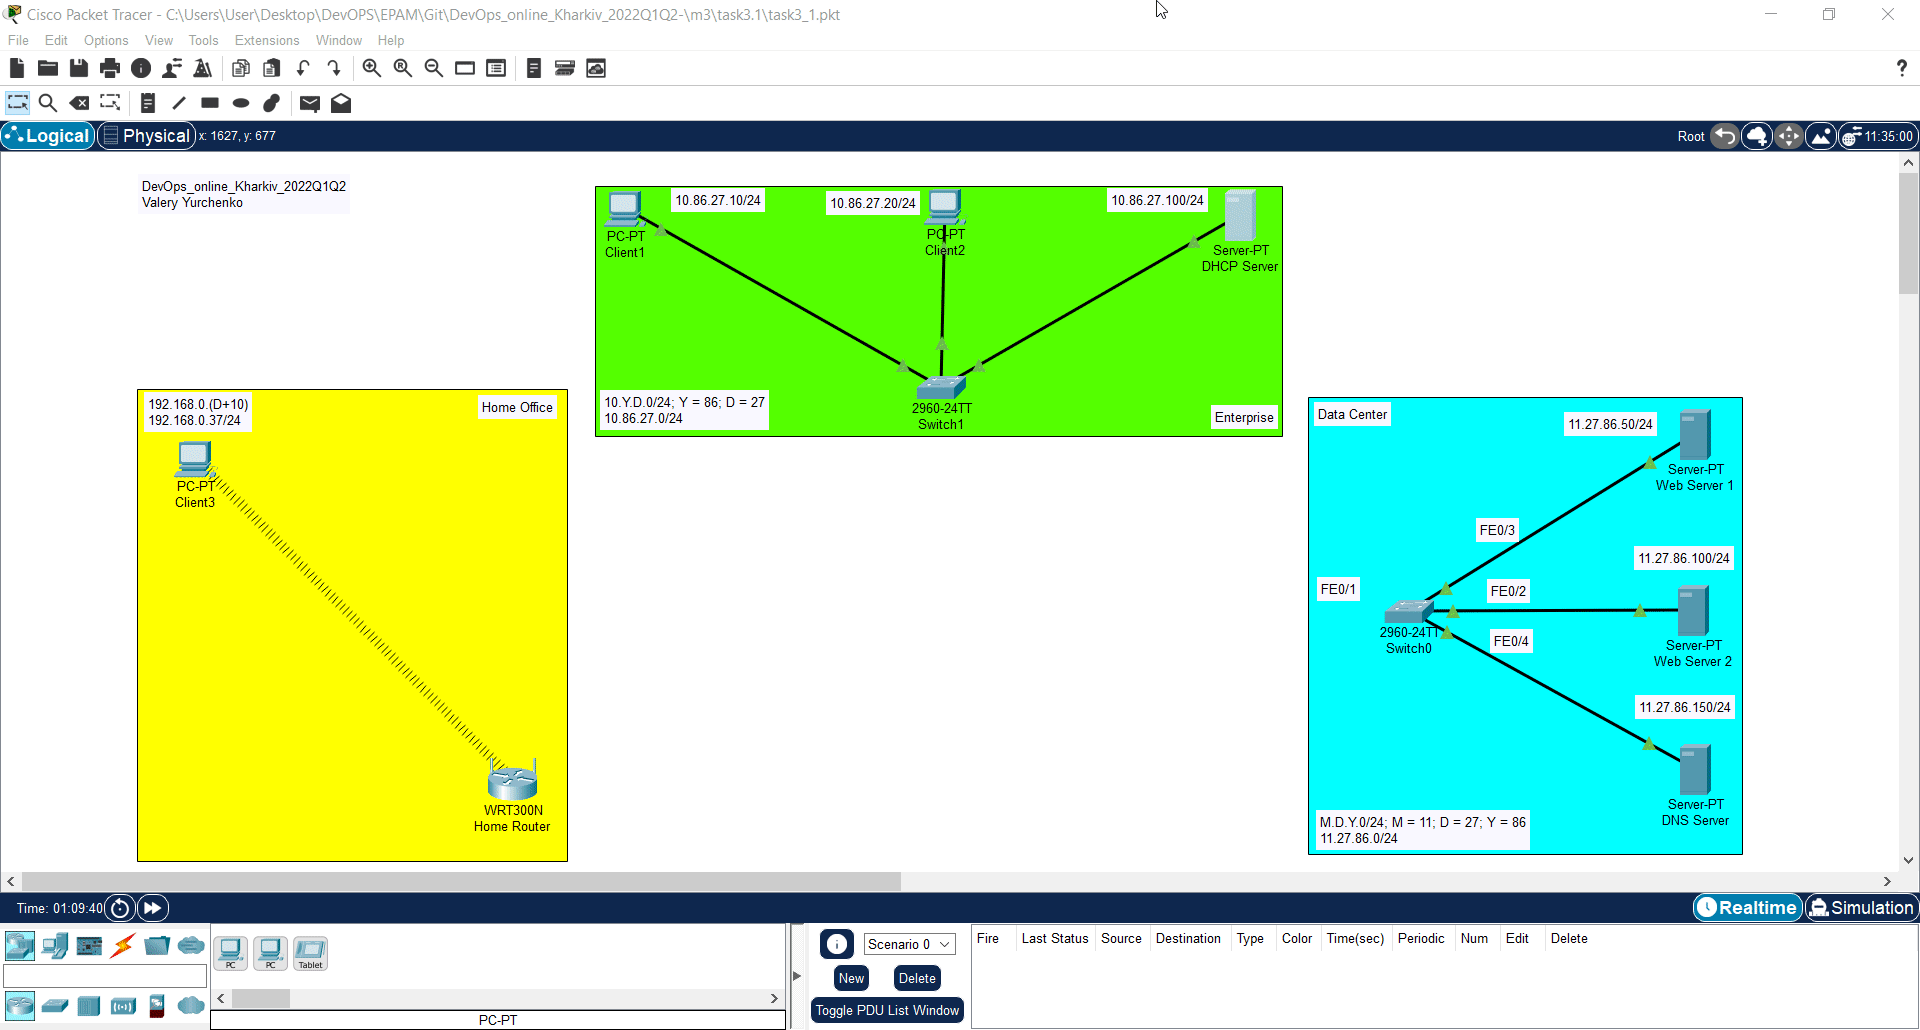 Cisco Packet Tracer - C:\Users\User\Desktop\DevOPS\EPAM\Git\DevOps_online_Kharkiv_2022Q1Q2-\m3\task3.1\task3_1.pkt
File Edit Options View Tools Extensions Window Help
Logical Physical x: 1627, y: 677 Root 11:35:00
DevOps_online_Kharkiv_2022Q1Q2
Valery Yurchenko
10.86.27.10/24
10.86.27.20/24
10.86.27.100/24
PC-PT
Client1
PC-PT
Client2
Server-PT
DHCP Server
2960-24TT
Switch1
10.Y.D.0/24; Y = 86; D = 27
10.86.27.0/24
Enterprise
192.168.0.(D+10)
192.168.0.37/24
Home Office
PC-PT
Client3
WRT300N
Home Router
Data Center
11.27.86.50/24
Server-PT
Web Server 1
FE0/3
11.27.86.100/24
FE0/1
FE0/2
2960-24TT
Switch0
FE0/4
Server-PT
Web Server 2
11.27.86.150/24
Server-PT
DNS Server
M.D.Y.0/24; M = 11; D = 27; Y = 86
11.27.86.0/24
Time: 01:09:40 Realtime Simulation
PC PC Tablet
PC-PT
Scenario 0
New Delete
Toggle PDU List Window
Fire Last Status Source Destination Type Color Time(sec) Periodic Num Edit Delete